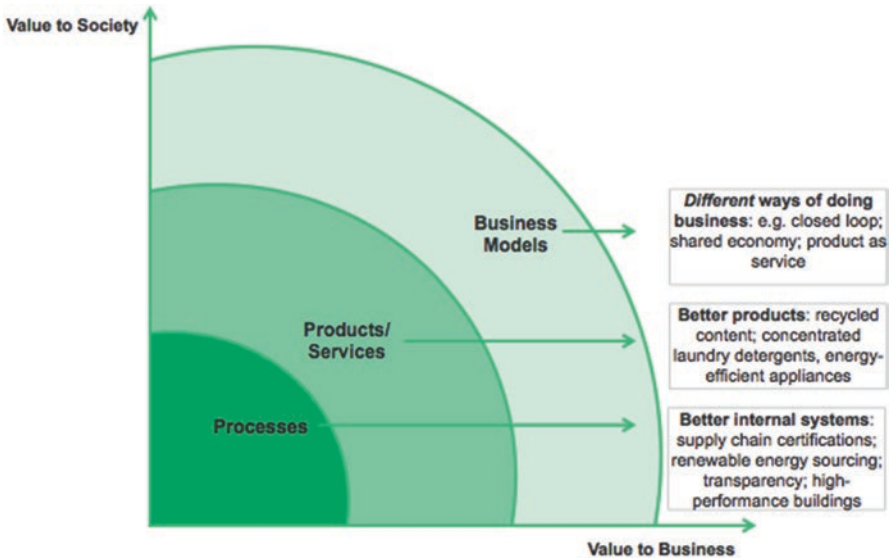 Value to Society
Business
Models
Products/
Services
Processes
Different ways of doing
business: e.g. closed loop;
shared economy; product as
service
Better products: recycled
content; concentrated
laundry detergents, energy-
efficient appliances
Better internal systems:
supply chain certifications;
renewable energy sourcing;
transparency; high-
performance buildings
Value to Business